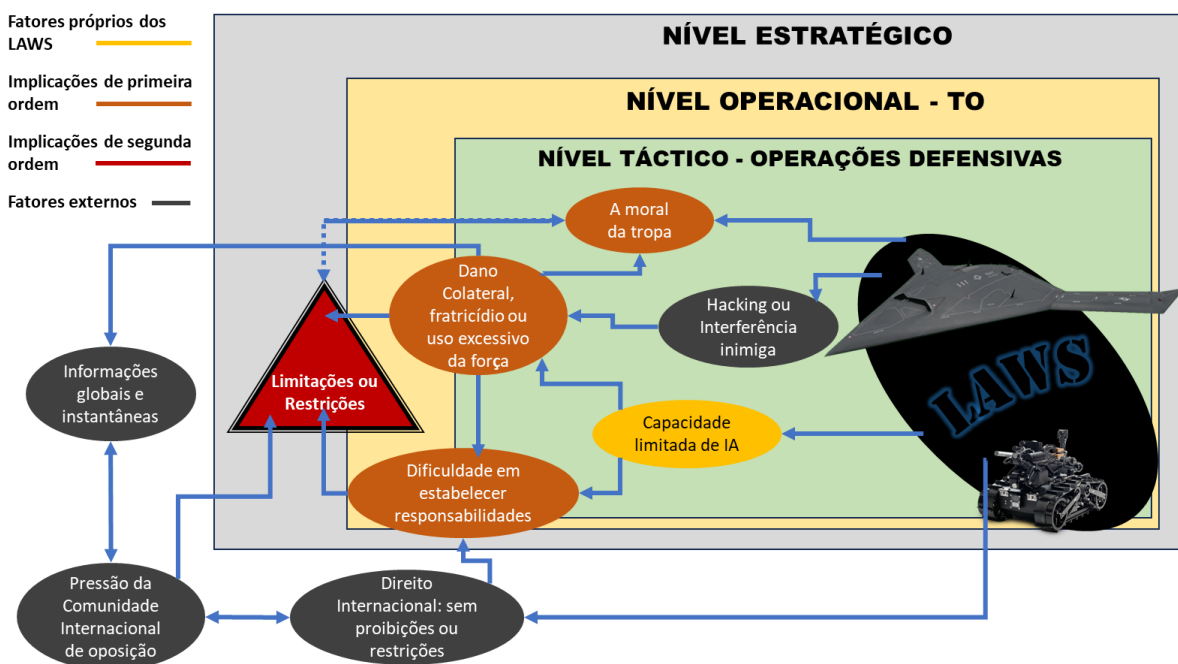 Fatores próprios dos
LAWS
Implicações de primeira
ordem
Implicações de segunda
ordem
Fatores externos
NÍVEL ESTRATÉGICO
NÍVEL OPERACIONAL - TO
NÍVEL TÁCTICO - OPERAÇÕES DEFENSIVAS
A moral
da tropa
Dano
Colateral,
fratricídio ou
uso excessivo
da força
Hacking ou
Interferência
inimiga
LAWS
Limitações ou
Restrições
Informações
globais e
instantâneas
Capacidade
limitada de IA
Dificuldade em
estabelecer
responsabilidades
Pressão da
Comunidade
Internacional
de oposição
Direito
Internacional: sem
proibições ou
restrições